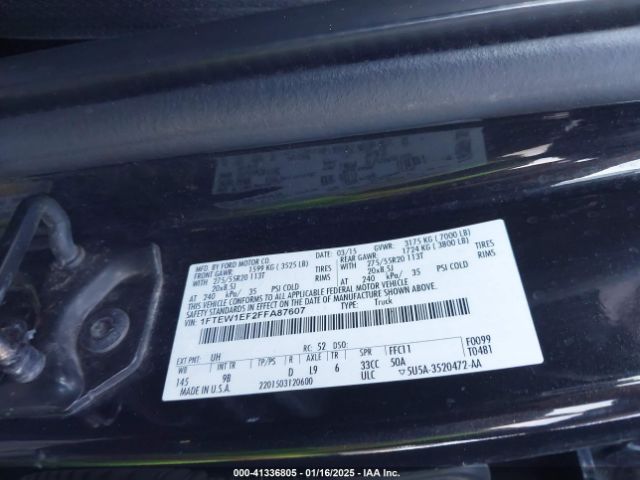 MFD. BY FORD MOTOR CO.
DATE: 03/15 GVWR: 3175 KG (7000 LB)
FRONT GAWR: 1599 KG (3525 LB) REAR GAWR: 1724 KG (3800 LB)
275/55R20 113T TIRES WITH 275/55R20 113T TIRES
20x8.5J RIMS 20x8.5J RIMS
AT 240 kPa/ 35 PSI COLD AT 240 kPa/ 35 PSI COLD
THIS VEHICLE CONFORMS TO ALL APPLICABLE FEDERAL MOTOR VEHICLE
SAFETY STANDARDS IN EFFECT ON THE DATE OF MANUFACTURE SHOWN ABOVE.
VIN: 1FTEW1EF2FFA87607 TYPE: Truck
F0099
T0481
EXT PNT: UH RC: 52 DSO:
WB INT TR TP/PS R AXLE TR SPR FFC11
145 9B D L9 6 33CC 50A
MADE IN U.S.A. 2201503120600 ULC 5U5A-3520472-AA
000-41336805 - 01/16/2025 - IAA Inc.